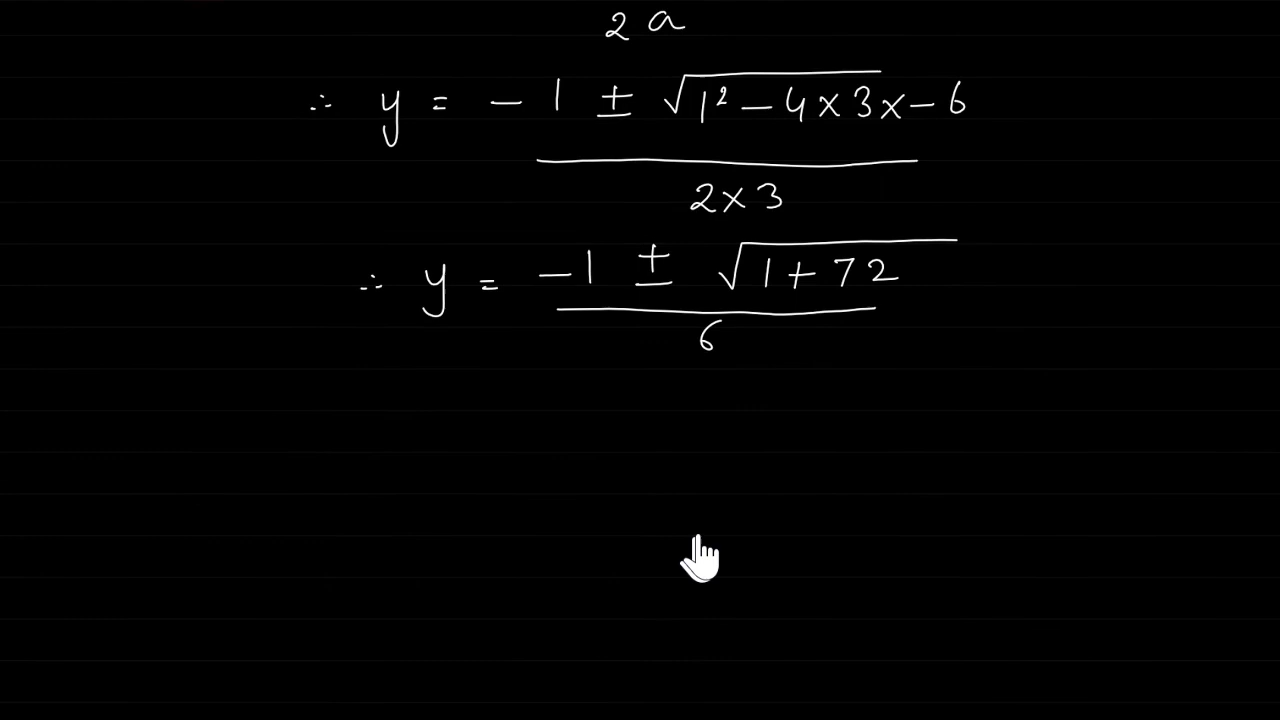 2a
∴ y = - 1 ± √1² - 4 × 3 × - 6
2 × 3
∴ y = -1 ± √1 + 72
6